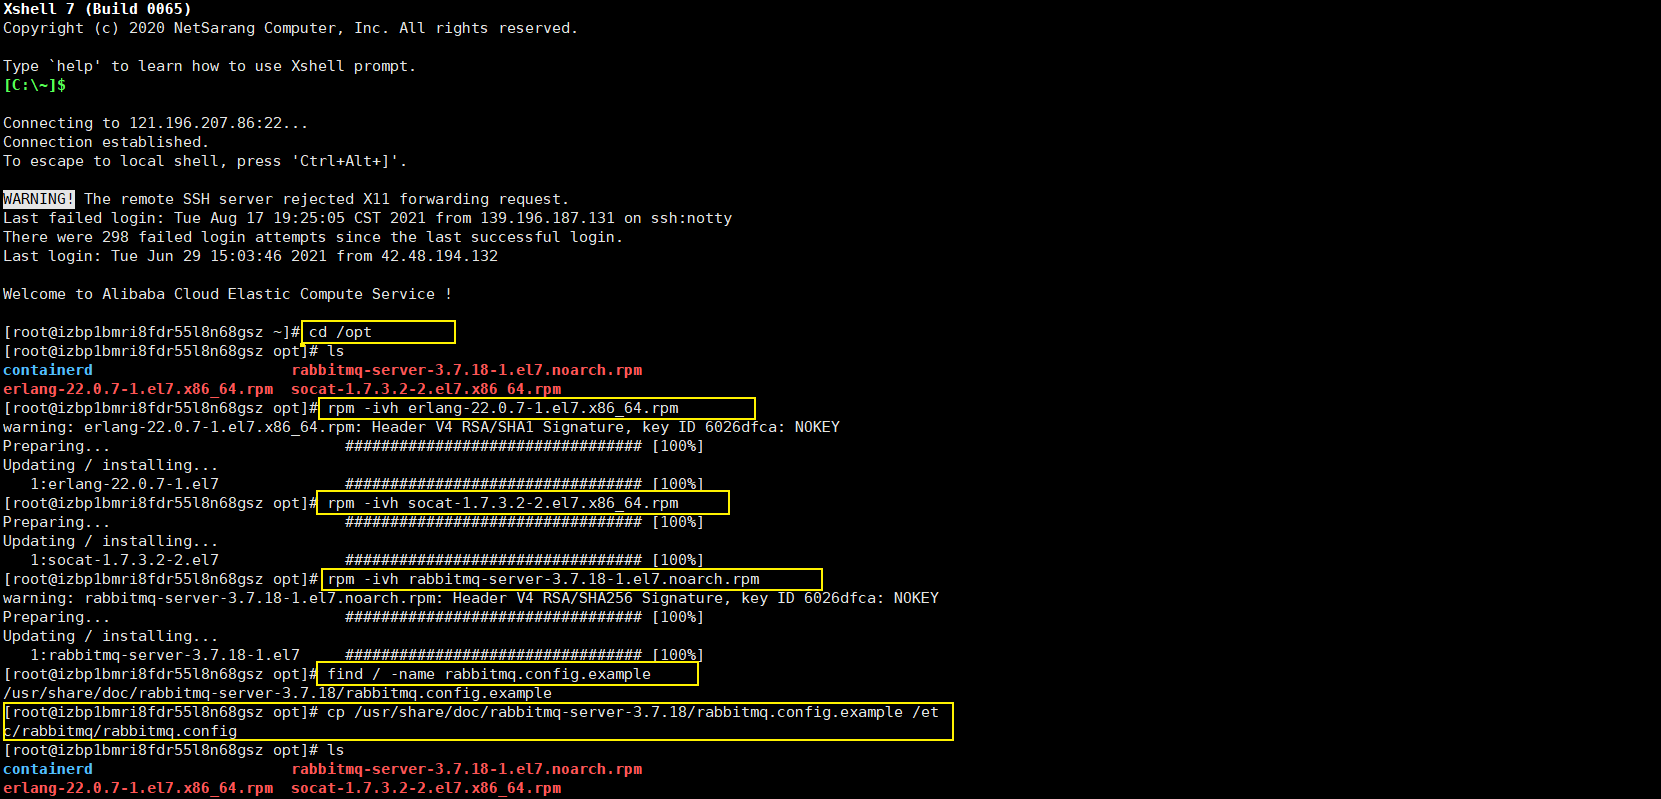 Xshell 7 (Build 0065)
Copyright (c) 2020 NetSarang Computer, Inc. All rights reserved.
Type `help' to learn how to use Xshell prompt.
[C:\~]$
Connecting to 121.196.207.86:22...
Connection established.
To escape to local shell, press 'Ctrl+Alt+]'.
WARNING! The remote SSH server rejected X11 forwarding request.
Last failed login: Tue Aug 17 19:25:05 CST 2021 from 139.196.187.131 on ssh:notty
There were 298 failed login attempts since the last successful login.
Last login: Tue Jun 29 15:03:46 2021 from 42.48.194.132
Welcome to Alibaba Cloud Elastic Compute Service !
[root@izbp1bmri8fdr55l8n68gsz ~]# cd /opt
[root@izbp1bmri8fdr55l8n68gsz opt]# ls
containerd                      rabbitmq-server-3.7.18-1.el7.noarch.rpm
erlang-22.0.7-1.el7.x86_64.rpm  socat-1.7.3.2-2.el7.x86_64.rpm
[root@izbp1bmri8fdr55l8n68gsz opt]# rpm -ivh erlang-22.0.7-1.el7.x86_64.rpm
warning: erlang-22.0.7-1.el7.x86_64.rpm: Header V4 RSA/SHA1 Signature, key ID 6026dfca: NOKEY
Preparing...                          ################################# [100%]
Updating / installing...
   1:erlang-22.0.7-1.el7              ################################# [100%]
[root@izbp1bmri8fdr55l8n68gsz opt]# rpm -ivh socat-1.7.3.2-2.el7.x86_64.rpm
Preparing...                          ################################# [100%]
Updating / installing...
   1:socat-1.7.3.2-2.el7              ################################# [100%]
[root@izbp1bmri8fdr55l8n68gsz opt]# rpm -ivh rabbitmq-server-3.7.18-1.el7.noarch.rpm
warning: rabbitmq-server-3.7.18-1.el7.noarch.rpm: Header V4 RSA/SHA256 Signature, key ID 6026dfca: NOKEY
Preparing...                          ################################# [100%]
Updating / installing...
   1:rabbitmq-server-3.7.18-1.el7     ################################# [100%]
[root@izbp1bmri8fdr55l8n68gsz opt]# find / -name rabbitmq.config.example
/usr/share/doc/rabbitmq-server-3.7.18/rabbitmq.config.example
[root@izbp1bmri8fdr55l8n68gsz opt]# cp /usr/share/doc/rabbitmq-server-3.7.18/rabbitmq.config.example /et
c/rabbitmq/rabbitmq.config
[root@izbp1bmri8fdr55l8n68gsz opt]# ls
containerd                      rabbitmq-server-3.7.18-1.el7.noarch.rpm
erlang-22.0.7-1.el7.x86_64.rpm  socat-1.7.3.2-2.el7.x86_64.rpm